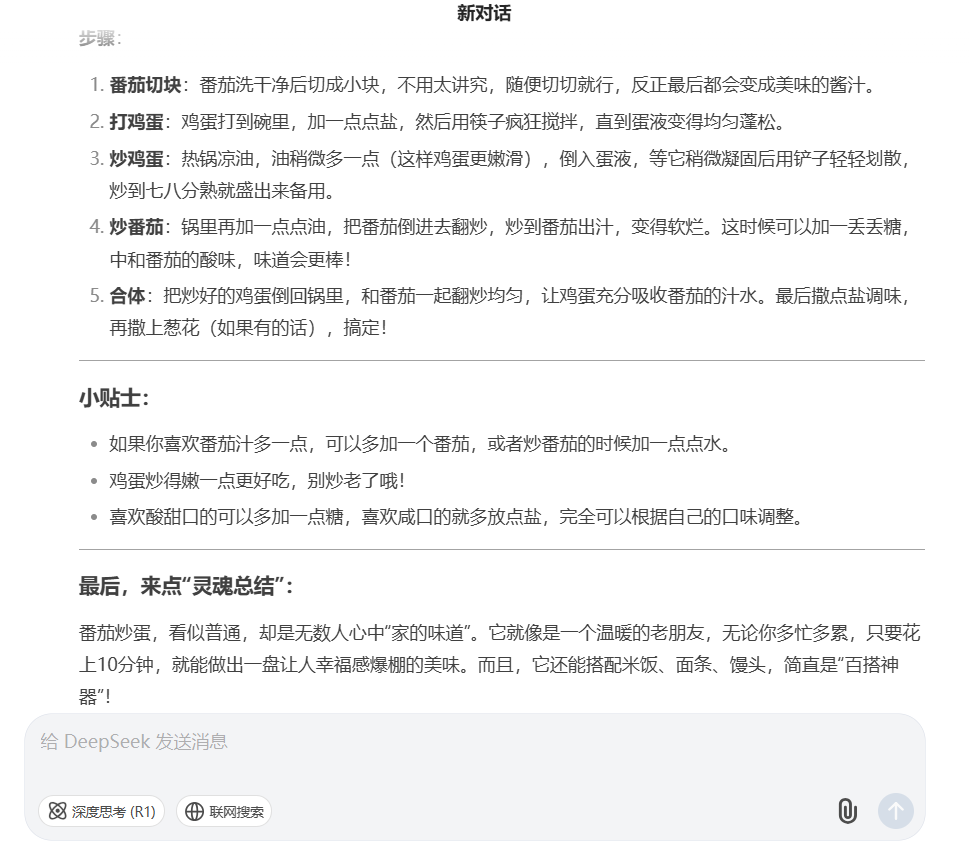 新对话
步骤：
1. 番茄切块：番茄洗干净后切成小块，不用太讲究，随便切切就行，反正最后都会变成美味的酱汁。
2. 打鸡蛋：鸡蛋打到碗里，加一点点盐，然后用筷子疯狂搅拌，直到蛋液变得均匀蓬松。
3. 炒鸡蛋：热锅凉油，油稍微多一点（这样鸡蛋更嫩滑），倒入蛋液，等它稍微凝固后用铲子轻轻划散，
炒到七八分熟就盛出来备用。
4. 炒番茄：锅里再加一点点油，把番茄倒进去翻炒，炒到番茄出汁，变得软烂。这时候可以加一丢丢糖，
中和番茄的酸味，味道会更棒！
5. 合体：把炒好的鸡蛋倒回锅里，和番茄一起翻炒均匀，让鸡蛋充分吸收番茄的汁水。最后撒点盐调味，
再撒上葱花（如果有的话），搞定！
小贴士：
• 如果你喜欢番茄汁多一点，可以多加一个番茄，或者炒番茄的时候加一点点水。
• 鸡蛋炒得嫩一点更好吃，别炒老了哦！
• 喜欢酸甜口的可以多加一点糖，喜欢咸口的就多放点盐，完全可以根据自己的口味调整。
最后，来点“灵魂总结”：
番茄炒蛋，看似普通，却是无数人心中“家的味道”。它就像是一个温暖的老朋友，无论你多忙多累，只要花
上10分钟，就能做出一盘让人幸福感爆棚的美味。而且，它还能搭配米饭、面条、馒头，简直是“百搭神
器”！
给 DeepSeek 发送消息
深度思考 (R1) 联网搜索